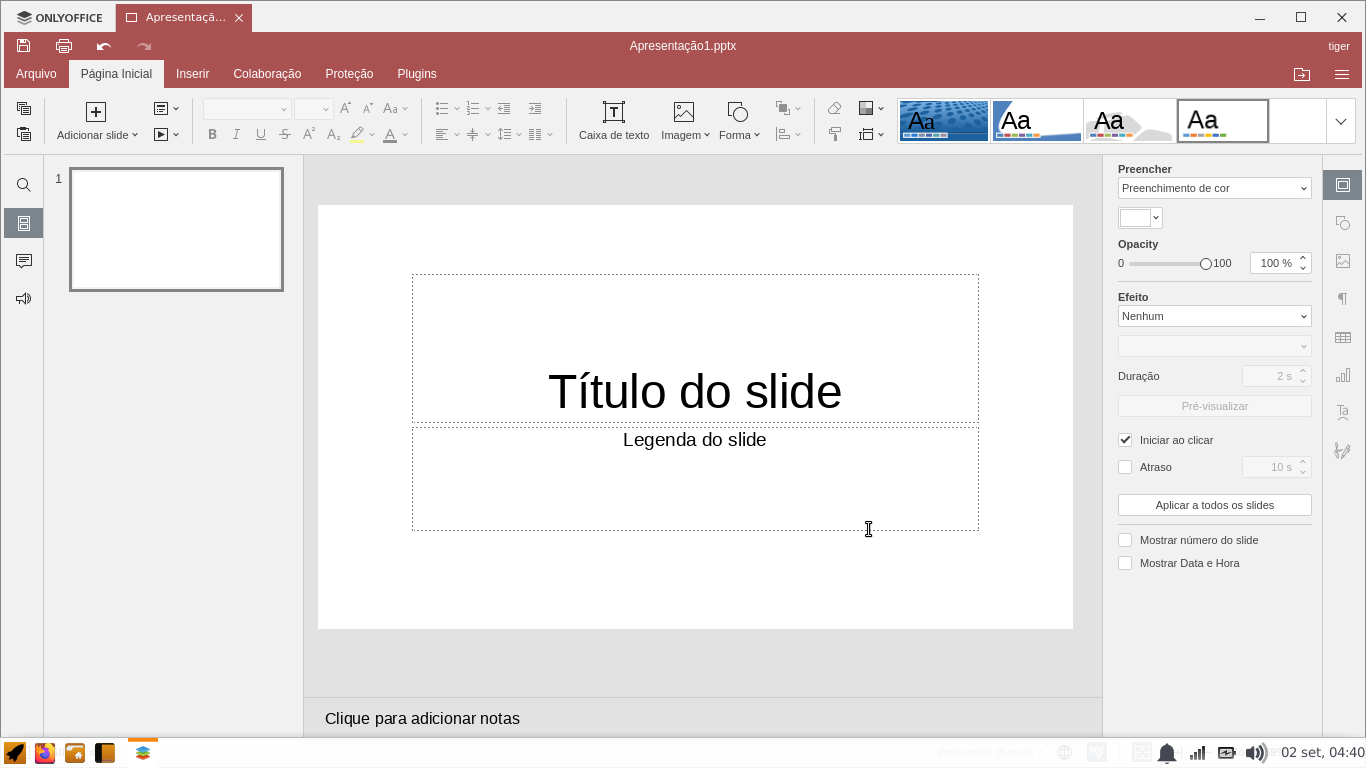 ONLYOFFICE
Apresentaçã...
Apresentação1.pptx
tiger
Arquivo
Página Inicial
Inserir
Colaboração
Proteção
Plugins
Adicionar slide
Caixa de texto
Imagem
Forma
Aa
Aa
Aa
Aa
1
Título do slide
Legenda do slide
Clique para adicionar notas
Preencher
Preenchimento de cor
Opacity
0
100
100 %
Efeito
Nenhum
Duração
2 s
Pré-visualizar
Iniciar ao clicar
Atraso
10 s
Aplicar a todos os slides
Mostrar número do slide
Mostrar Data e Hora
02 set, 04:40